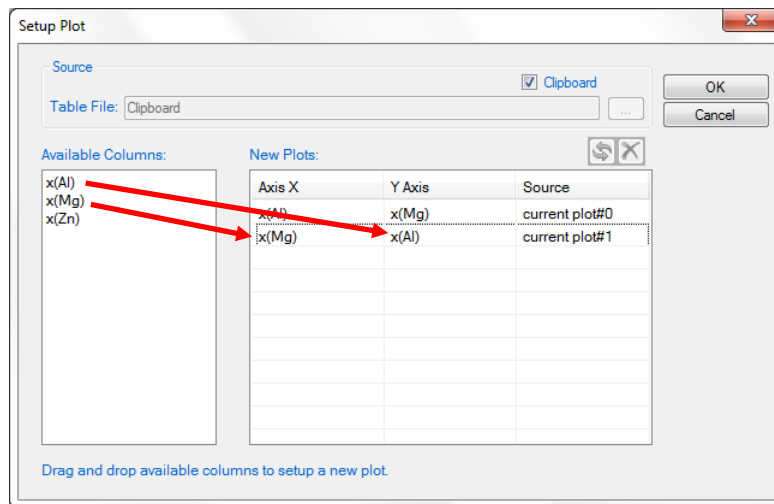 Setup Plot
Source
Clipboard
OK
Table File: Clipboard
...
Cancel
Available Columns:
New Plots:
x(Al)
x(Mg)
x(Zn)
Axis X Y Axis Source
x(Al) x(Mg) current plot#0
x(Mg) x(Al) current plot#1
Drag and drop available columns to setup a new plot.